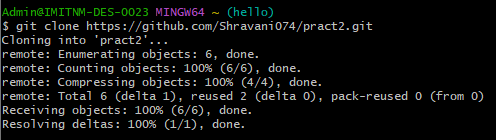 Admin@IMITNM-DES-OO23 MINGW64 ~ (hello)
$ git clone https://github.com/Shravani074/pract2.git
Cloning into 'pract2'...
remote: Enumerating objects: 6, done.
remote: Counting objects: 100% (6/6), done.
remote: Compressing objects: 100% (4/4), done.
remote: Total 6 (delta 1), reused 2 (delta 0), pack-reused 0 (from 0)
Receiving objects: 100% (6/6), done.
Resolving deltas: 100% (1/1), done.